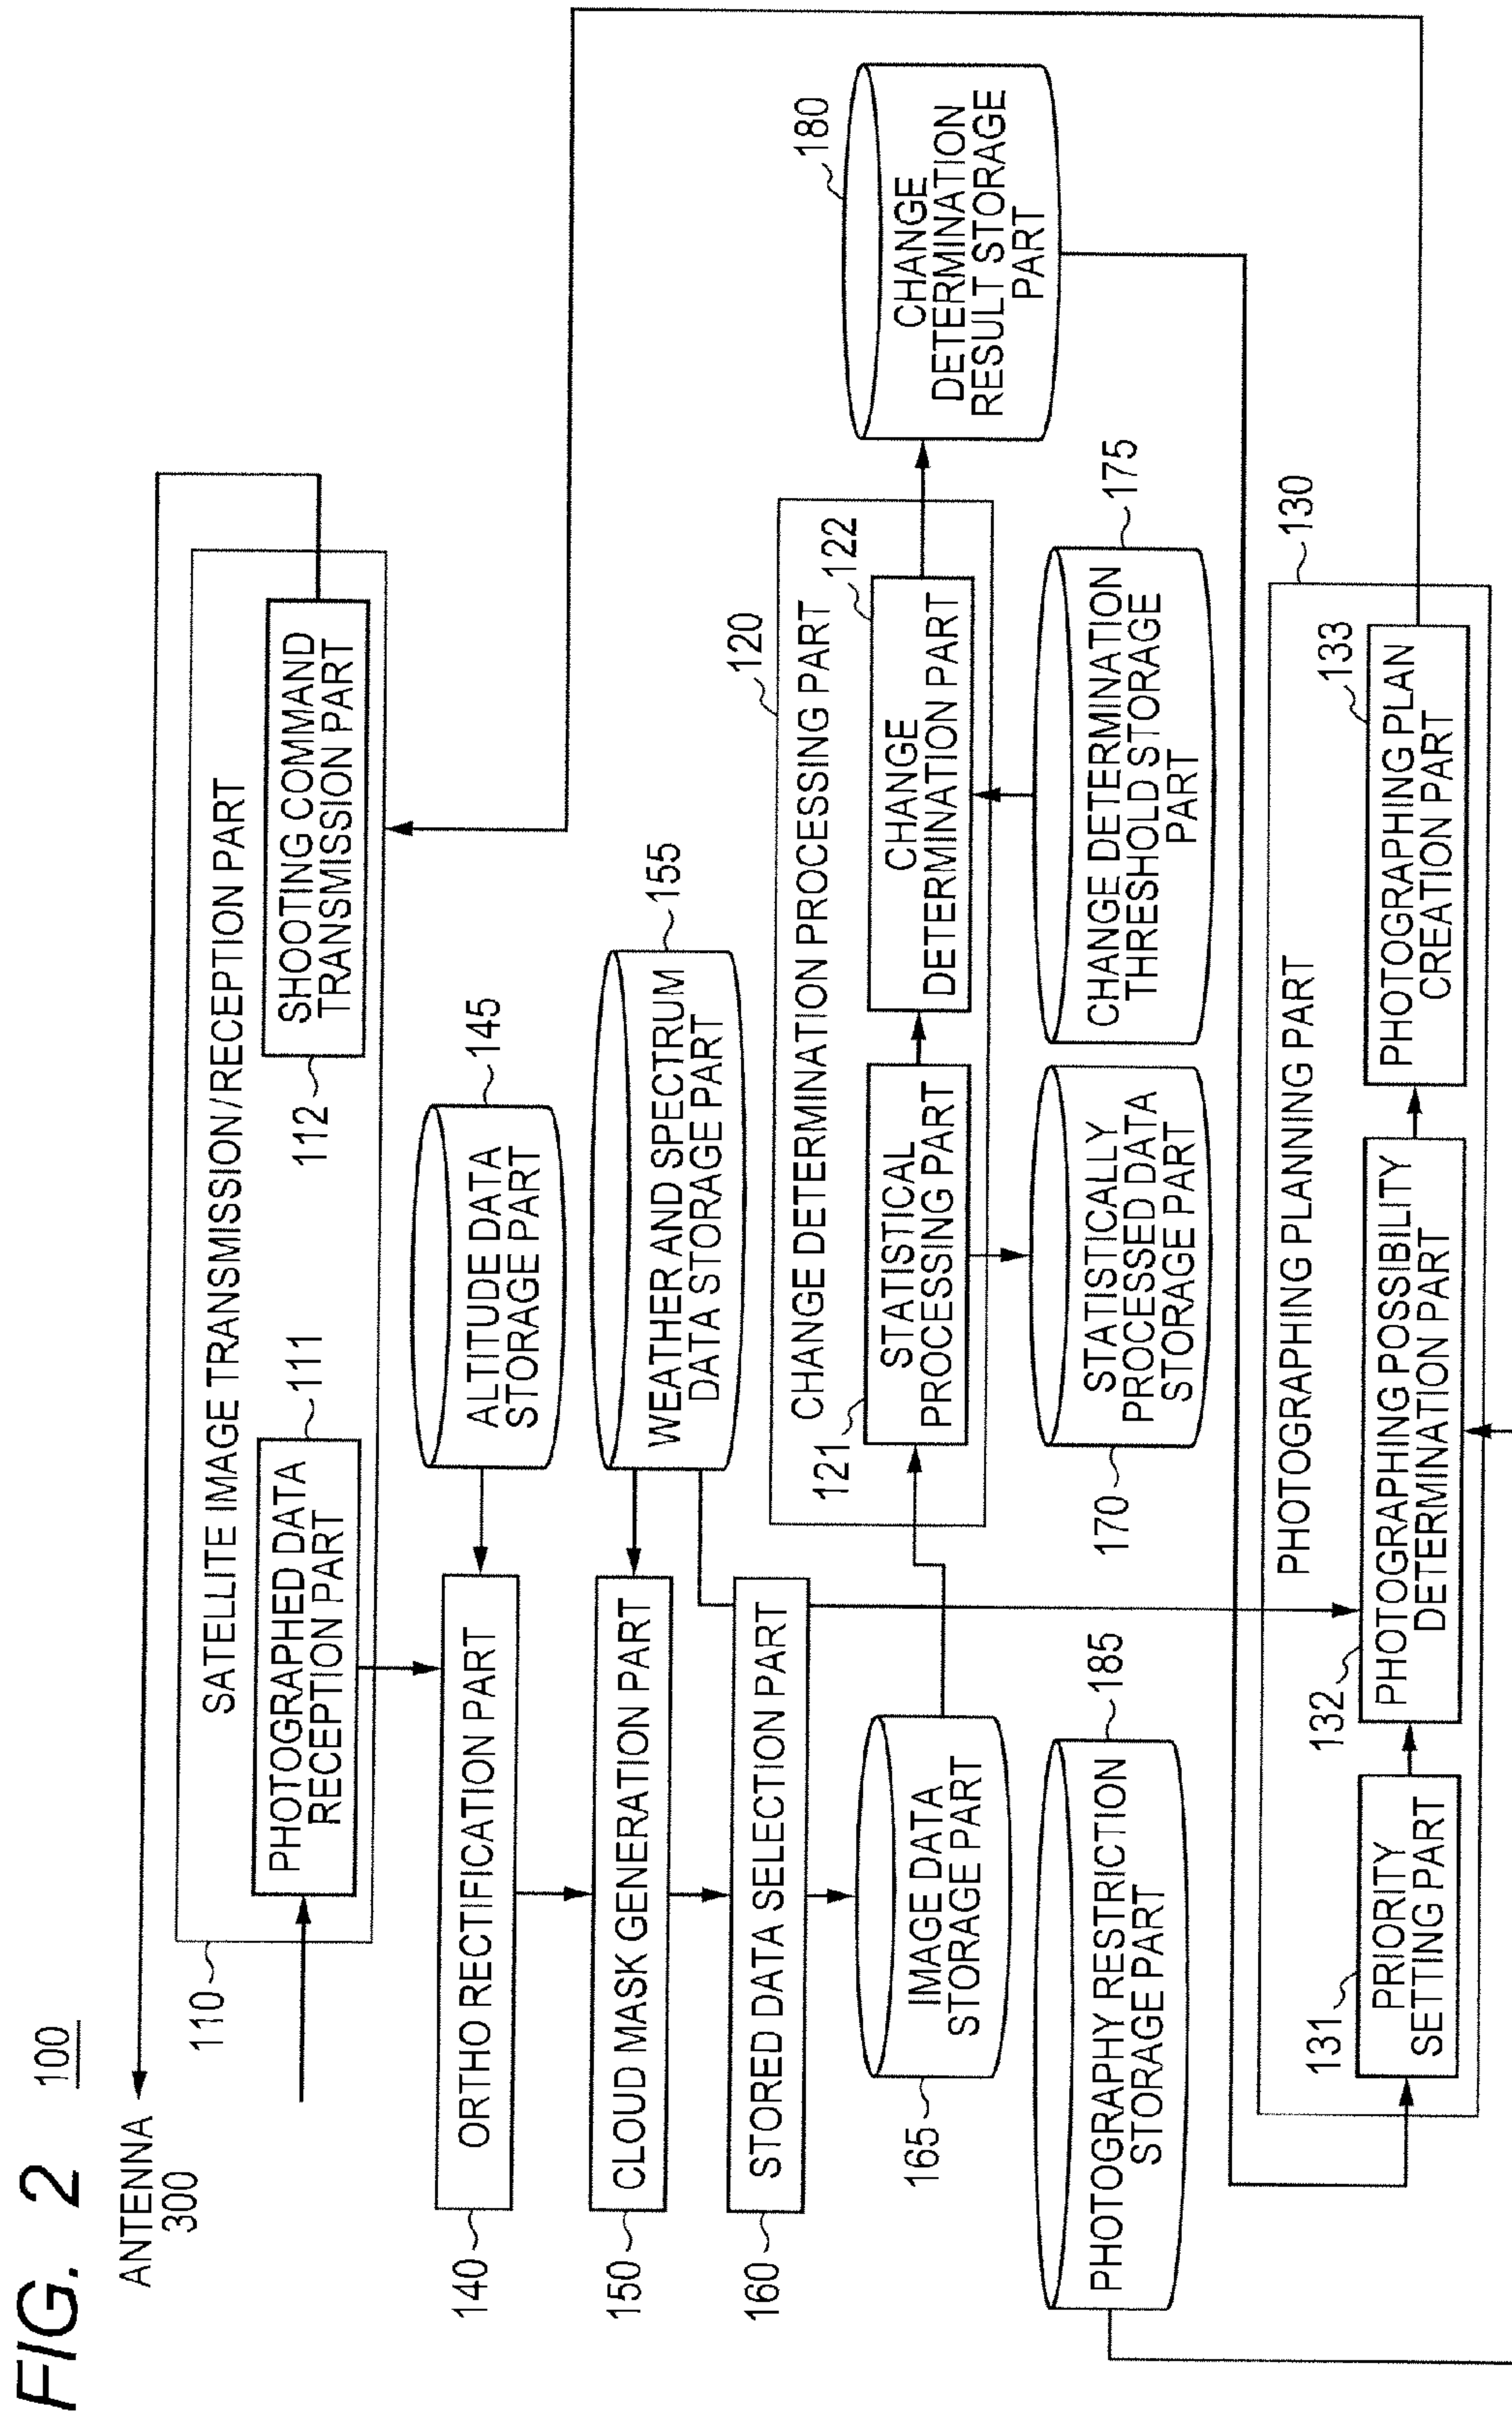 FIG. 2
100
ANTENNA
300
110
SATELLITE IMAGE TRANSMISSION/RECEPTION PART
PHOTOGRAPHED DATA
RECEPTION PART
111
112
SHOOTING COMMAND
TRANSMISSION PART
140
ORTHO RECTIFICATION PART
ALTITUDE DATA
STORAGE PART
145
150
CLOUD MASK GENERATION PART
WEATHER AND SPECTRUM
DATA STORAGE PART
155
160
STORED DATA SELECTION PART
165
IMAGE DATA
STORAGE PART
120
CHANGE DETERMINATION PROCESSING PART
121
STATISTICAL
PROCESSING PART
122
CHANGE
DETERMINATION PART
180
CHANGE
DETERMINATION
RESULT STORAGE
PART
170
STATISTICALLY
PROCESSED DATA
STORAGE PART
175
CHANGE DETERMINATION
THRESHOLD STORAGE
PART
185
PHOTOGRAPHY RESTRICTION
STORAGE PART
130
PHOTOGRAPHING PLANNING PART
131
PRIORITY
SETTING PART
132
PHOTOGRAPHING POSSIBILITY
DETERMINATION PART
133
PHOTOGRAPHING PLAN
CREATION PART